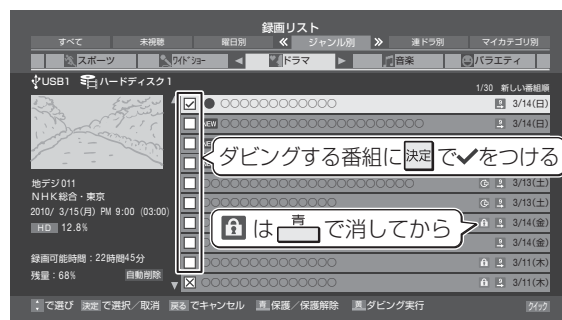 録画リスト
すべて 未視聴 曜日別 ジャンル別 連ドラ別 マイカテゴリ別
スポーツ ワイドショー ドラマ 音楽 バラエティ
USB1 ハードディスク1
1/30 新しい番組順
○○○○○○○○○○○○ 3/14(日)
NEW ○○○○○○○○○○○○○○○○○○○○○ 3/14(日)
ダビングする番組に 決定 で✓をつける
地デジ011
NHK総合・東京
2010/ 3/15(月) PM 9:00 (03:00)
HD 12.8%
○○○○○○○○○○○○○○○○○○○○○ 3/13(土)
3/13(土)
は 青 で消してから
3/14(金)
3/14(金)
録画可能時間：22時間45分
残量：68% 自動削除
○○○○○○○○○○○○ 3/11(木)
○○○○○○○○○○○○ 3/11(木)
で選び 決定 で選択／取消 戻る でキャンセル 青 保護／保護解除 黒 ダビング実行 クイック